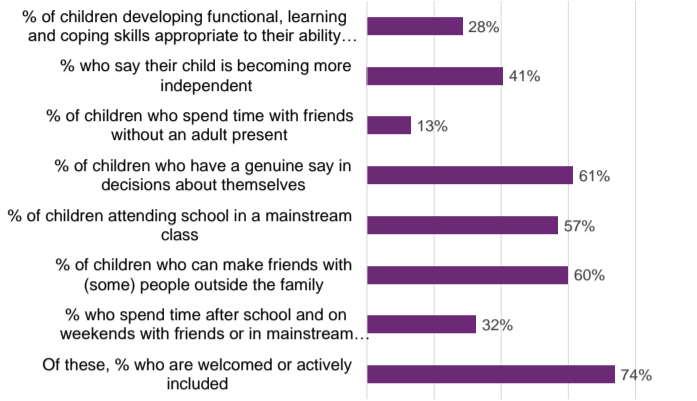 % of children developing functional, learning
and coping skills appropriate to their ability…
28%
% who say their child is becoming more
independent
41%
% of children who spend time with friends
without an adult present
13%
% of children who have a genuine say in
decisions about themselves
61%
% of children attending school in a mainstream
class
57%
% of children who can make friends with
(some) people outside the family
60%
% who spend time after school and on
weekends with friends or in mainstream…
32%
Of these, % who are welcomed or actively
included
74%